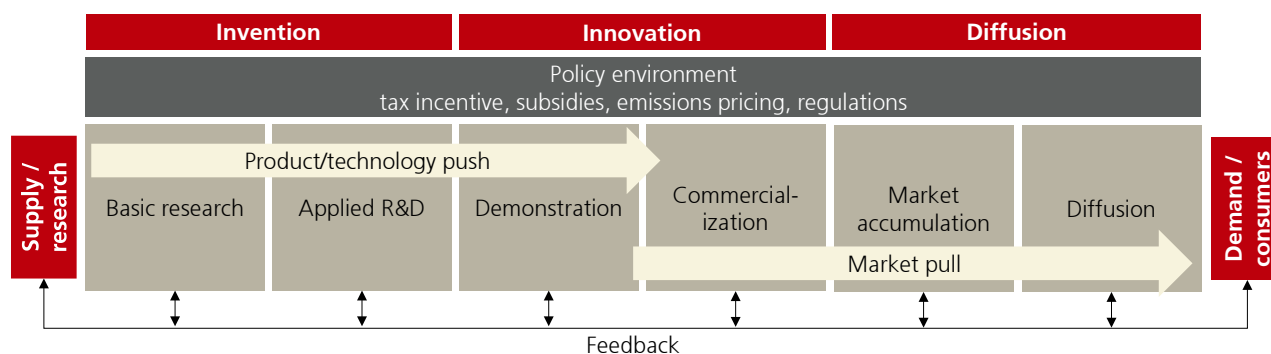 Invention
Innovation
Diffusion
Policy environment
tax incentive, subsidies, emissions pricing, regulations
Supply /
research
Product/technology push
Basic research
Applied R&D
Demonstration
Commercial-
ization
Market
accumulation
Diffusion
Market pull
Demand /
consumers
Feedback